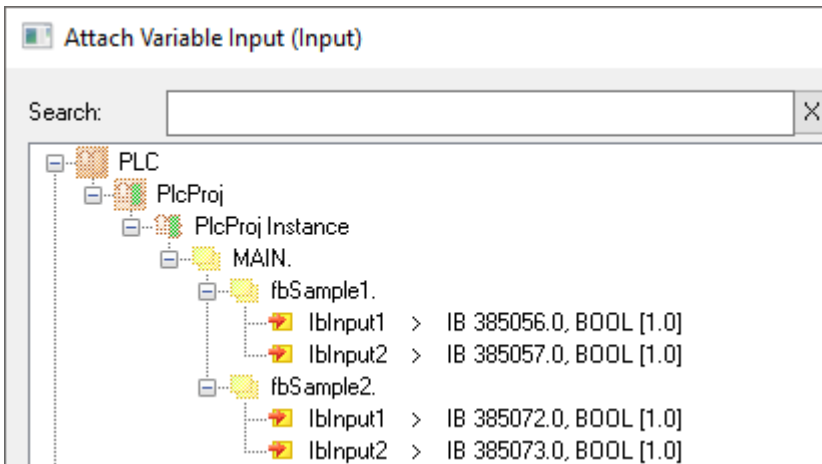 Attach Variable Input (Input)
Search:
X
PLC
PlcProj
PlcProj Instance
MAIN.
fbSample1.
IbInput1 > IB 385056.0, BOOL [1.0]
IbInput2 > IB 385057.0, BOOL [1.0]
fbSample2.
IbInput1 > IB 385072.0, BOOL [1.0]
IbInput2 > IB 385073.0, BOOL [1.0]